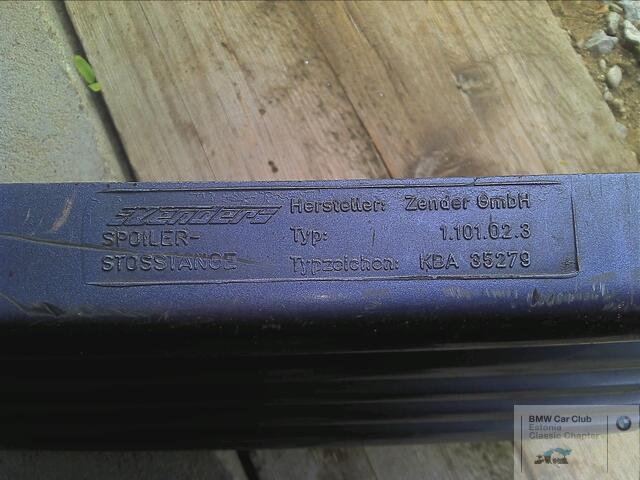 zender
SPOILER-
STOSSTANGE
Hersteller: Zender GmbH
Typ: 1.101.02.3
Typzeichen: KBA 35279
BMW Car Club
Estonia
Classic Chapter